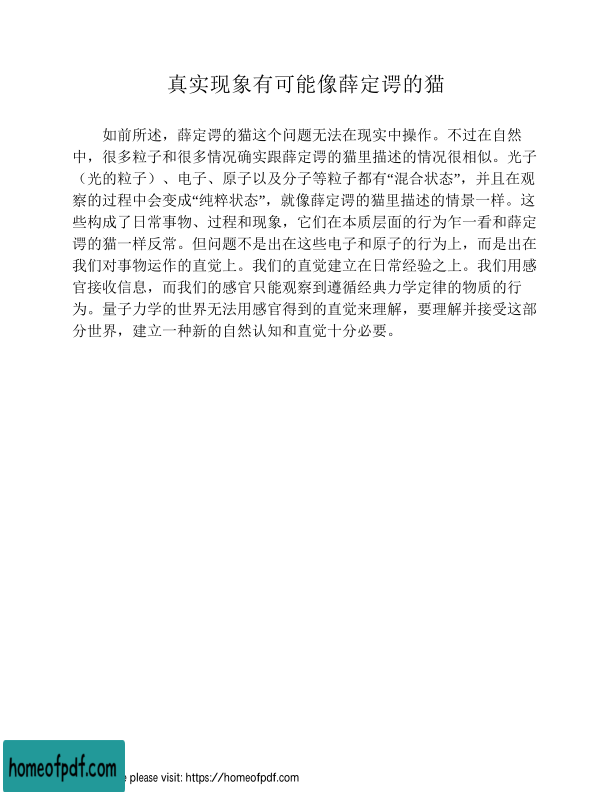 真实现象有可能像薛定谔的猫
如前所述，薛定谔的猫这个问题无法在现实中操作。不过在自然
中，很多粒子和很多情况确实跟薛定谔的猫里描述的情况很相似。光子
（光的粒子）、电子、原子以及分子等粒子都有“混合状态”，并且在观
察的过程中会变成“纯粹状态”，就像薛定谔的猫里描述的情景一样。这
些构成了日常事物、过程和现象，它们在本质层面的行为乍一看和薛定
谔的猫一样反常。但问题不是出在这些电子和原子的行为上，而是出在
我们对事物运作的直觉上。我们的直觉建立在日常经验之上。我们用感
官接收信息，而我们的感官只能观察到遵循经典力学定律的物质的行
为。量子力学的世界无法用感官得到的直觉来理解，要理解并接受这部
分世界，建立一种新的自然认知和直觉十分必要。
homeofpdf.com
please visit: https://homeofpdf.com